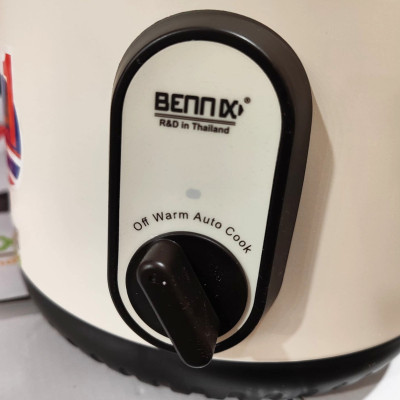 BENNIX®
R&D in Thailand
Off Warm Auto Cook